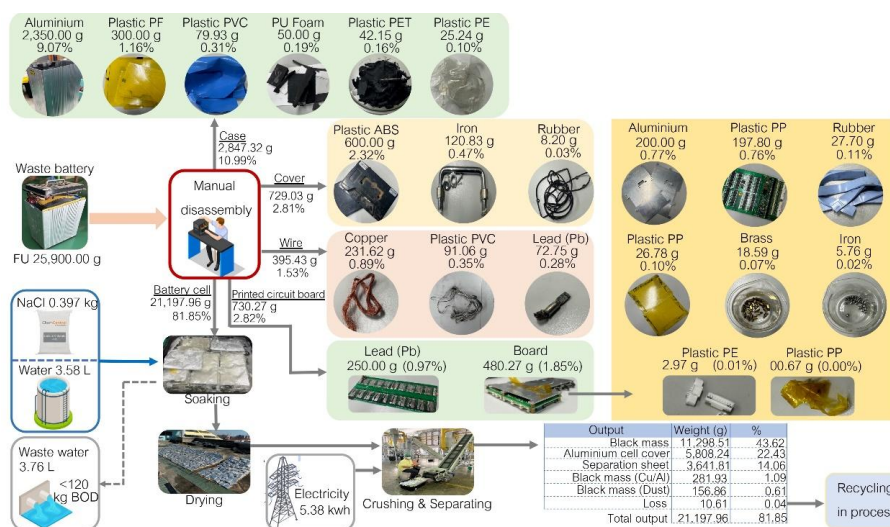 Aluminium
2,350.00 g
9.07%
Plastic PF
300.00 g
1.16%
Plastic PVC
79.93 g
0.31%
PU Foam
50.00 g
0.19%
Plastic PET
42.15 g
0.16%
Plastic PE
25.24 g
0.10%
Case
2,847.32 g
10.99%
Waste battery
FU 25,900.00 g
Manual
disassembly
Cover
729.03 g
2.81%
Wire
395.43 g
1.53%
Battery cell
21,197.96 g
81.85%
Printed circuit board
730.27 g
2.82%
Plastic ABS
600.00 g
2.32%
Iron
120.83 g
0.47%
Rubber
8.20 g
0.03%
Copper
231.62 g
0.89%
Plastic PVC
91.06 g
0.35%
Lead (Pb)
72.75 g
0.28%
Lead (Pb)
250.00 g (0.97%)
Board
480.27 g (1.85%)
Aluminium
200.00 g
0.77%
Plastic PP
197.80 g
0.76%
Rubber
27.70 g
0.11%
Plastic PP
26.78 g
0.10%
Brass
18.59 g
0.07%
Iron
5.76 g
0.02%
Plastic PE
2.97 g (0.01%)
Plastic PP
00.67 g (0.00%)
NaCl 0.397 kg
Water 3.58 L
Waste water
3.76 L
<120
kg BOD
Soaking
Drying
Electricity
5.38 kwh
Crushing & Separating
Output Weight (g) %
Black mass 11,298.51 43.62
Aluminium cell cover 5,808.24 22.43
Separation sheet 3,641.81 14.06
Black mass (Cu/Al) 281.93 1.09
Black mass (Dust) 156.86 0.61
Loss 10.61 0.04
Total output 21,197.96 81.85
Recycling
in proces